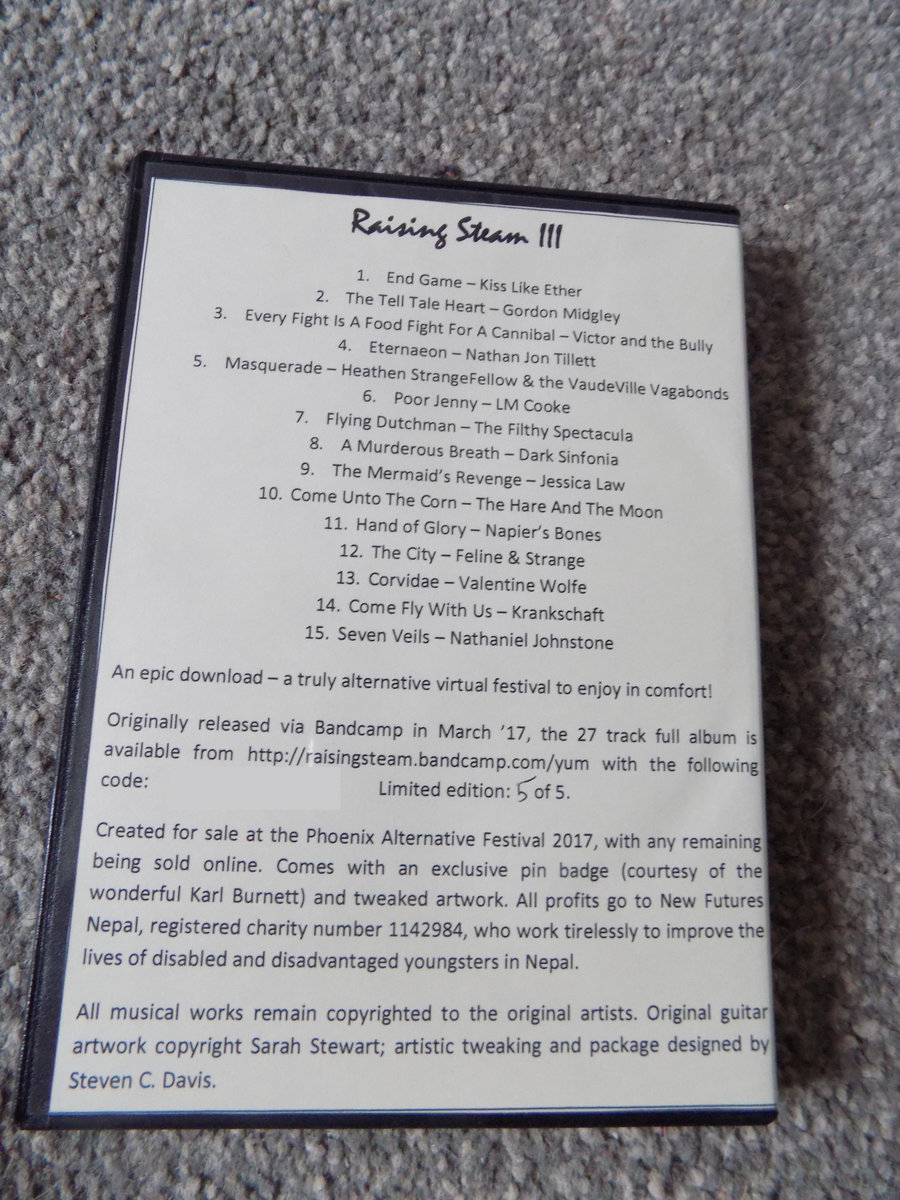 Raising Steam III
1. End Game – Kiss Like Ether
2. The Tell Tale Heart – Gordon Midgley
3. Every Fight Is A Food Fight For A Cannibal – Victor and the Bully
4. Eternaeon – Nathan Jon Tillett
5. Masquerade – Heathen StrangeFellow & the VaudeVille Vagabonds
6. Poor Jenny – LM Cooke
7. Flying Dutchman – The Filthy Spectacula
8. A Murderous Breath – Dark Sinfonia
9. The Mermaid's Revenge – Jessica Law
10. Come Unto The Corn – The Hare And The Moon
11. Hand of Glory – Napier's Bones
12. The City – Feline & Strange
13. Corvidae – Valentine Wolfe
14. Come Fly With Us – Krankschaft
15. Seven Veils – Nathaniel Johnstone
An epic download – a truly alternative virtual festival to enjoy in comfort!
Originally released via Bandcamp in March '17, the 27 track full album is
available from http://raisingsteam.bandcamp.com/yum with the following
code: Limited edition: 5 of 5.
Created for sale at the Phoenix Alternative Festival 2017, with any remaining
being sold online. Comes with an exclusive pin badge (courtesy of the
wonderful Karl Burnett) and tweaked artwork. All profits go to New Futures
Nepal, registered charity number 1142984, who work tirelessly to improve the
lives of disabled and disadvantaged youngsters in Nepal.
All musical works remain copyrighted to the original artists. Original guitar
artwork copyright Sarah Stewart; artistic tweaking and package designed by
Steven C. Davis.